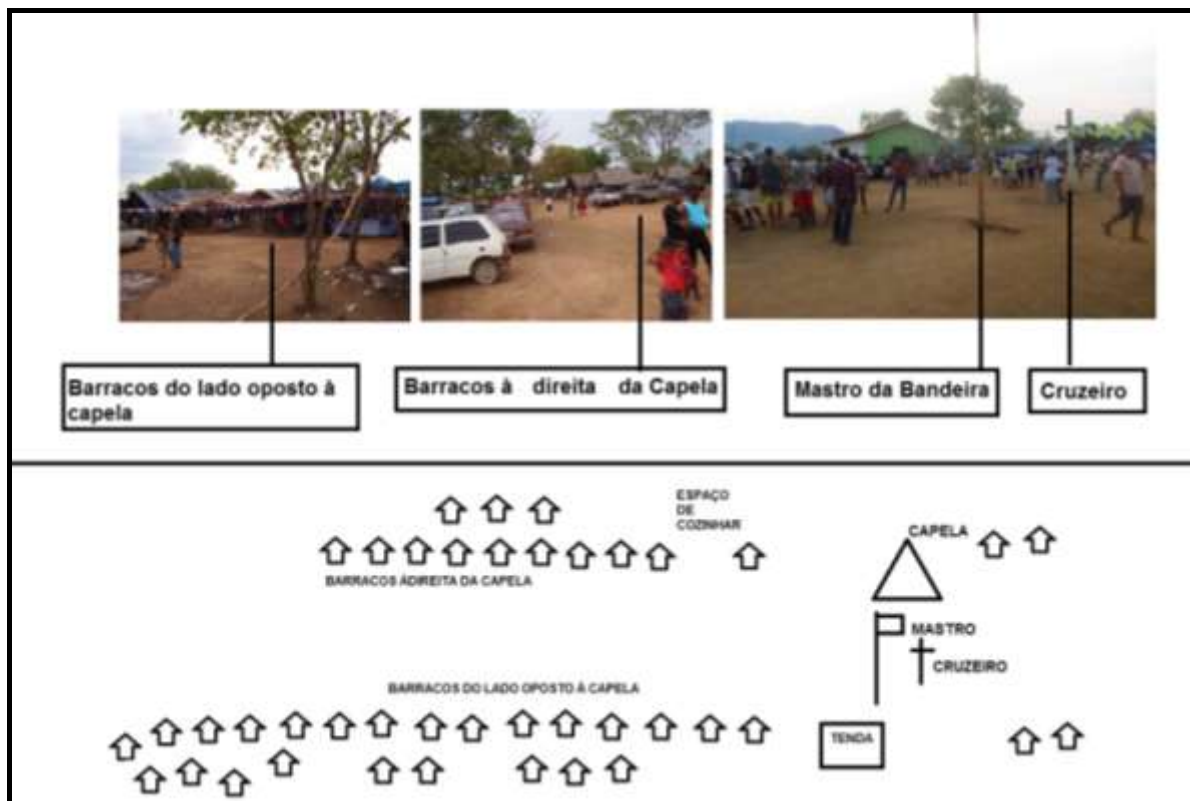 Barracos do lado oposto à
capela
Barracos à direita da Capela
Mastro da Bandeira
Cruzeiro
ESPAÇO
DE
COZINHAR
CAPELA
BARRACOS ÀDIREITA DA CAPELA
MASTRO
CRUZEIRO
BARRACOS DO LADO OPOSTO À CAPELA
TENDA